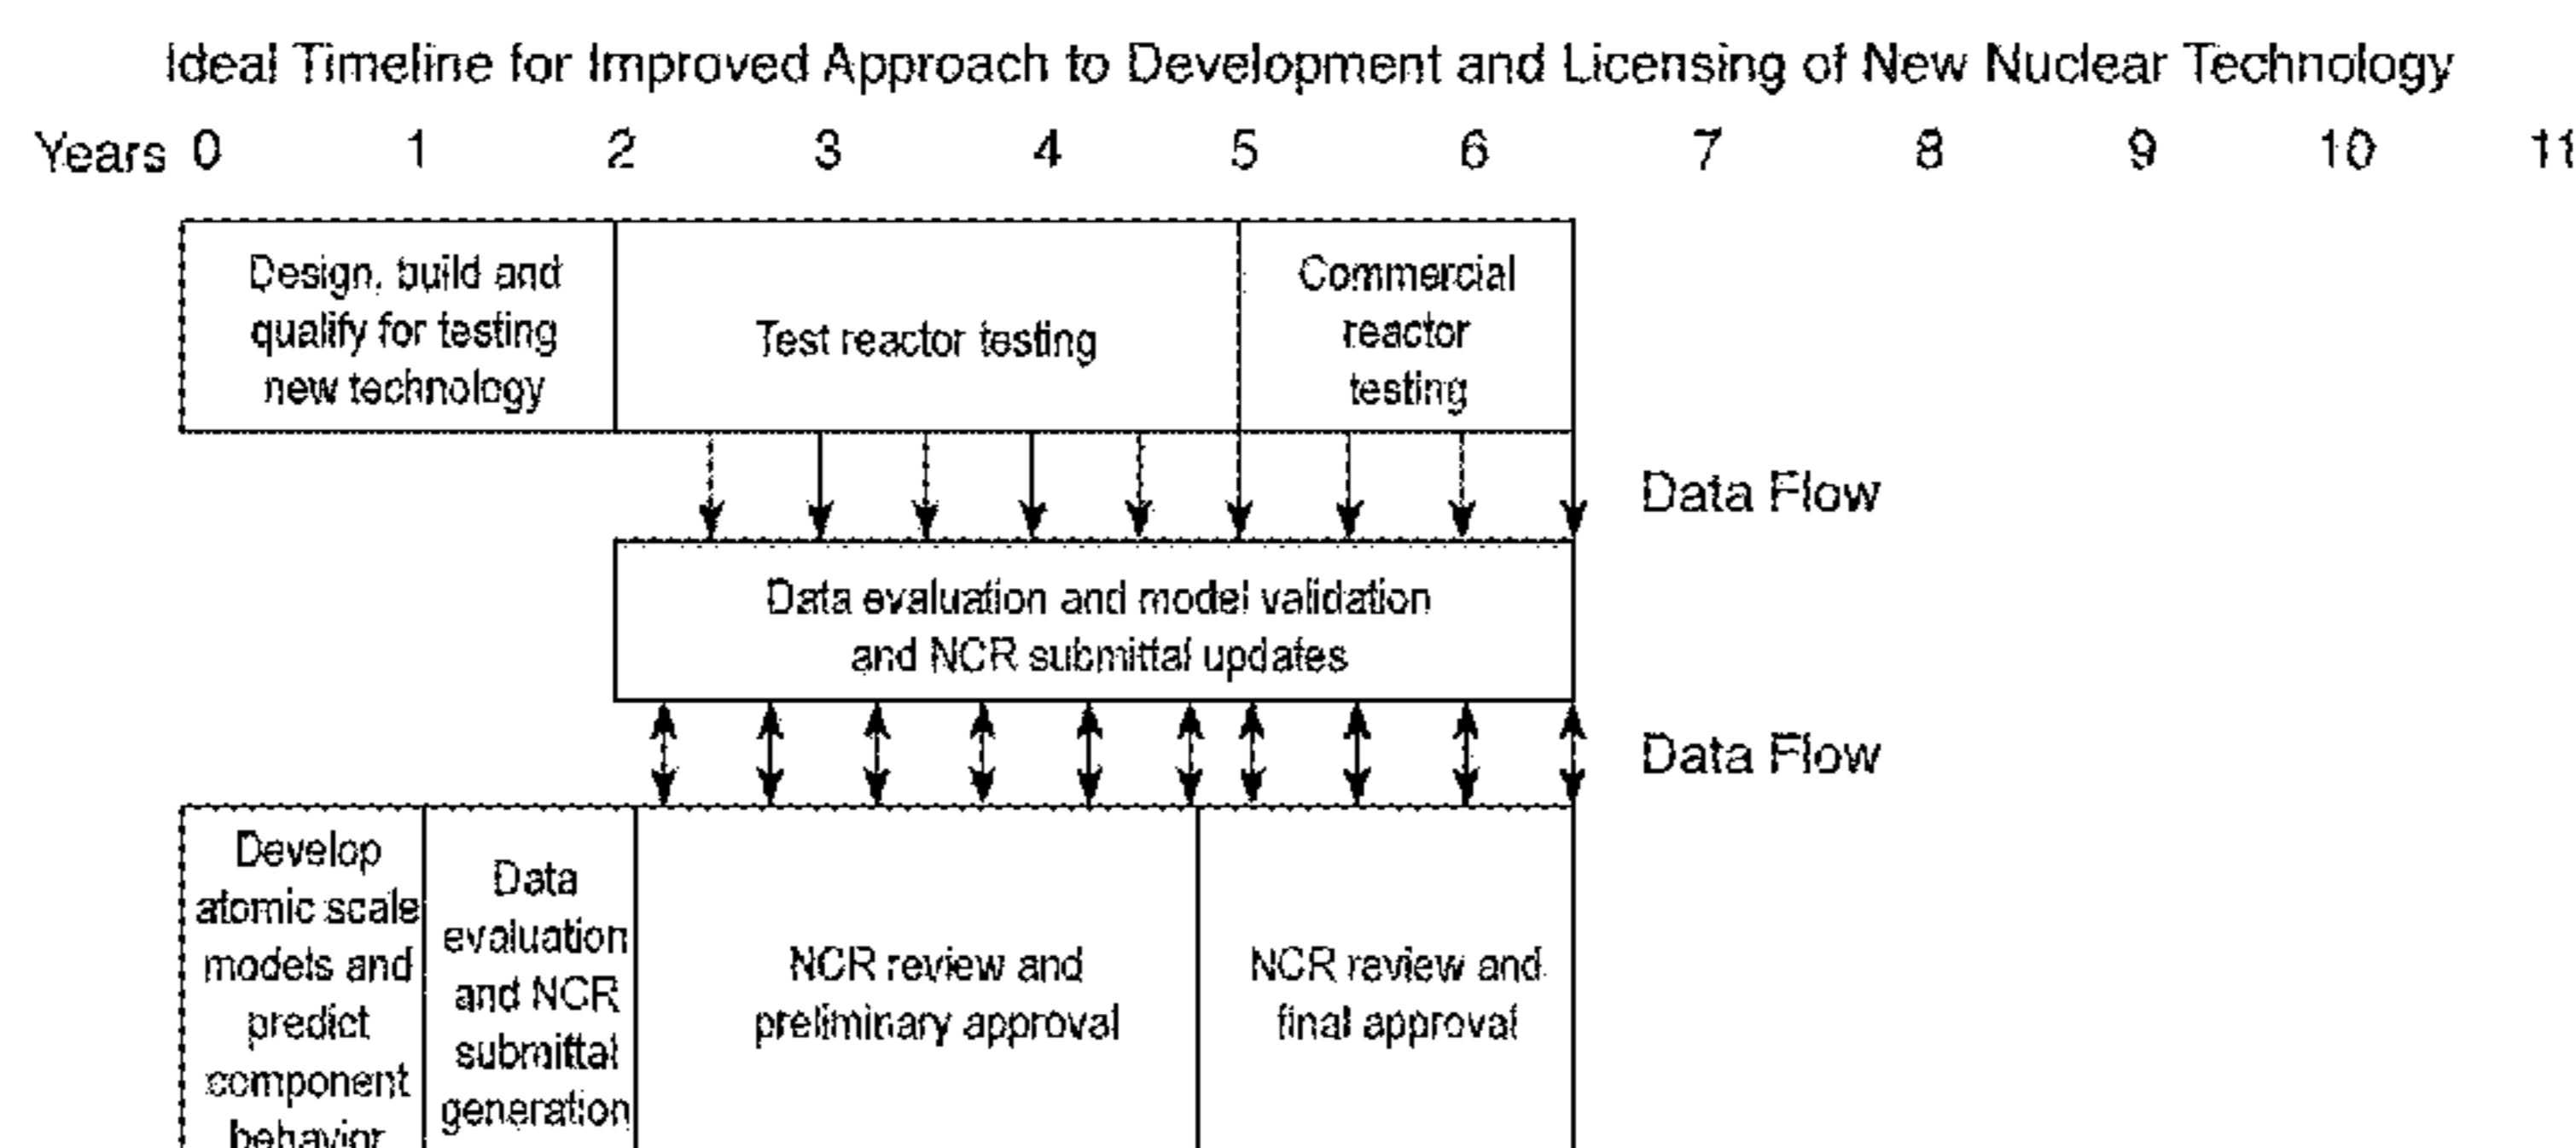 Ideal Timeline for Improved Approach to Development and Licensing of New Nuclear Technology
Years 0 1 2 3 4 5 6 7 8 9 10 11
Design, build and
qualify for testing
new technology
Test reactor testing
Commercial
reactor
testing
Data Flow
Data evaluation and model validation
and NCR submittal updates
Data Flow
Develop
atomic scale
models and
predict
component
behavior
Data
evaluation
and NCR
submittal
generation
NCR review and
preliminary approval
NCR review and
final approval